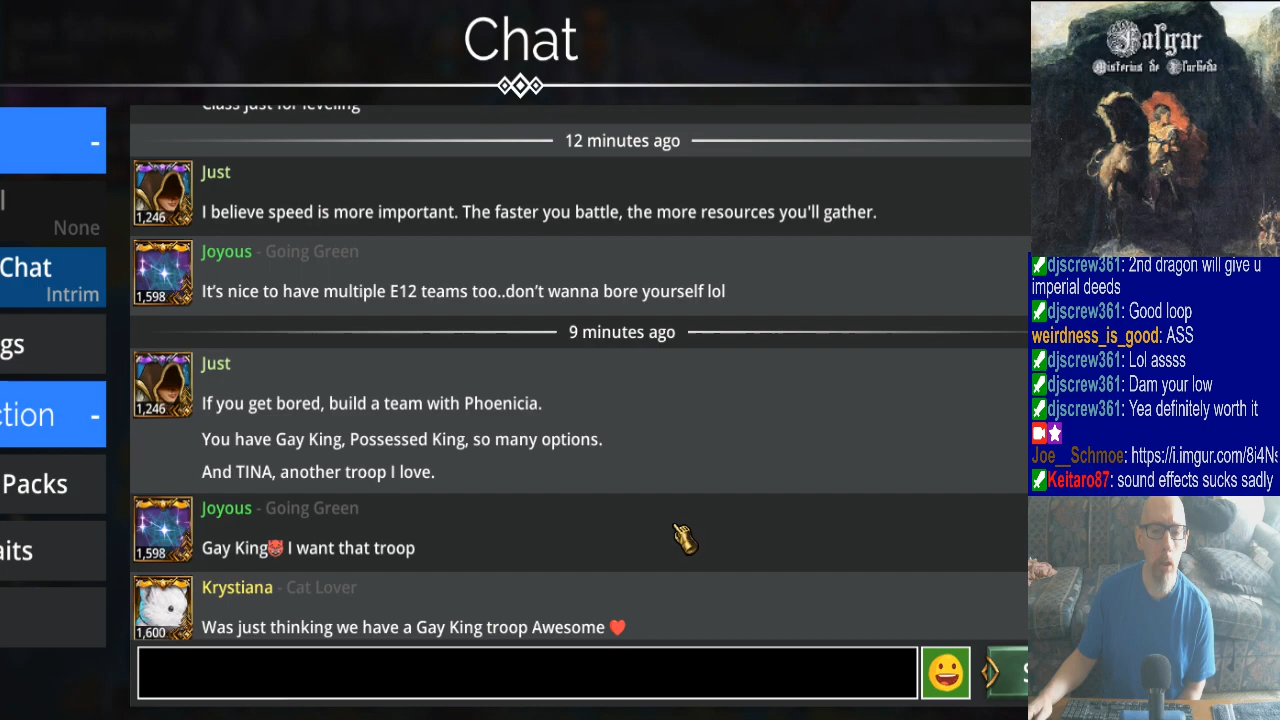 Chat
Class just for leveling
12 minutes ago
Just
I believe speed is more important. The faster you battle, the more resources you'll gather.
1,246
Joyous - Going Green
It's nice to have multiple E12 teams too..don't wanna bore yourself lol
1,598
9 minutes ago
Just
If you get bored, build a team with Phoenicia.
1,246
You have Gay King, Possessed King, so many options.
And TINA, another troop I love.
Joyous - Going Green
Gay King👹 I want that troop
1,598
Krystiana - Cat Lover
Was just thinking we have a Gay King troop Awesome ❤️
1,600
-
l
None
Chat
Intrim
gs
ction -
Packs
aits
S
Misterius de
djscrew361: 2nd dragon will give u
imperial deeds
djscrew361: Good loop
weirdness_is_good: ASS
djscrew361: Lol assss
djscrew361: Dam your low
djscrew361: Yea definitely worth it
Joe__Schmoe: https://i.imgur.com/8i4Ns
Keitaro87: sound effects sucks sadly